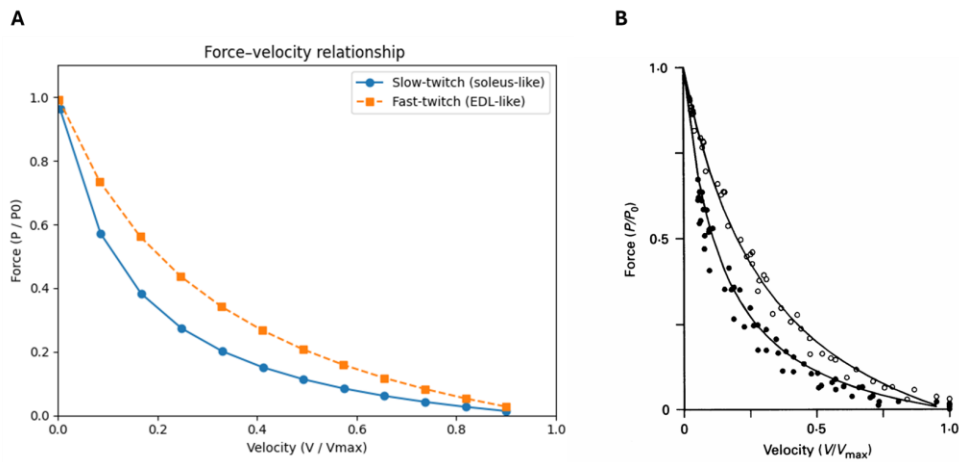 A
Force–velocity relationship
Slow-twitch (soleus-like)
Fast-twitch (EDL-like)
Force (P / P0)
1.0
0.8
0.6
0.4
0.2
0.0
0.0 0.2 0.4 0.6 0.8 1.0
Velocity (V / Vmax)
B
Force (P/P0)
1·0
0·5
0
0 0·5 1·0
Velocity (V/Vmax)